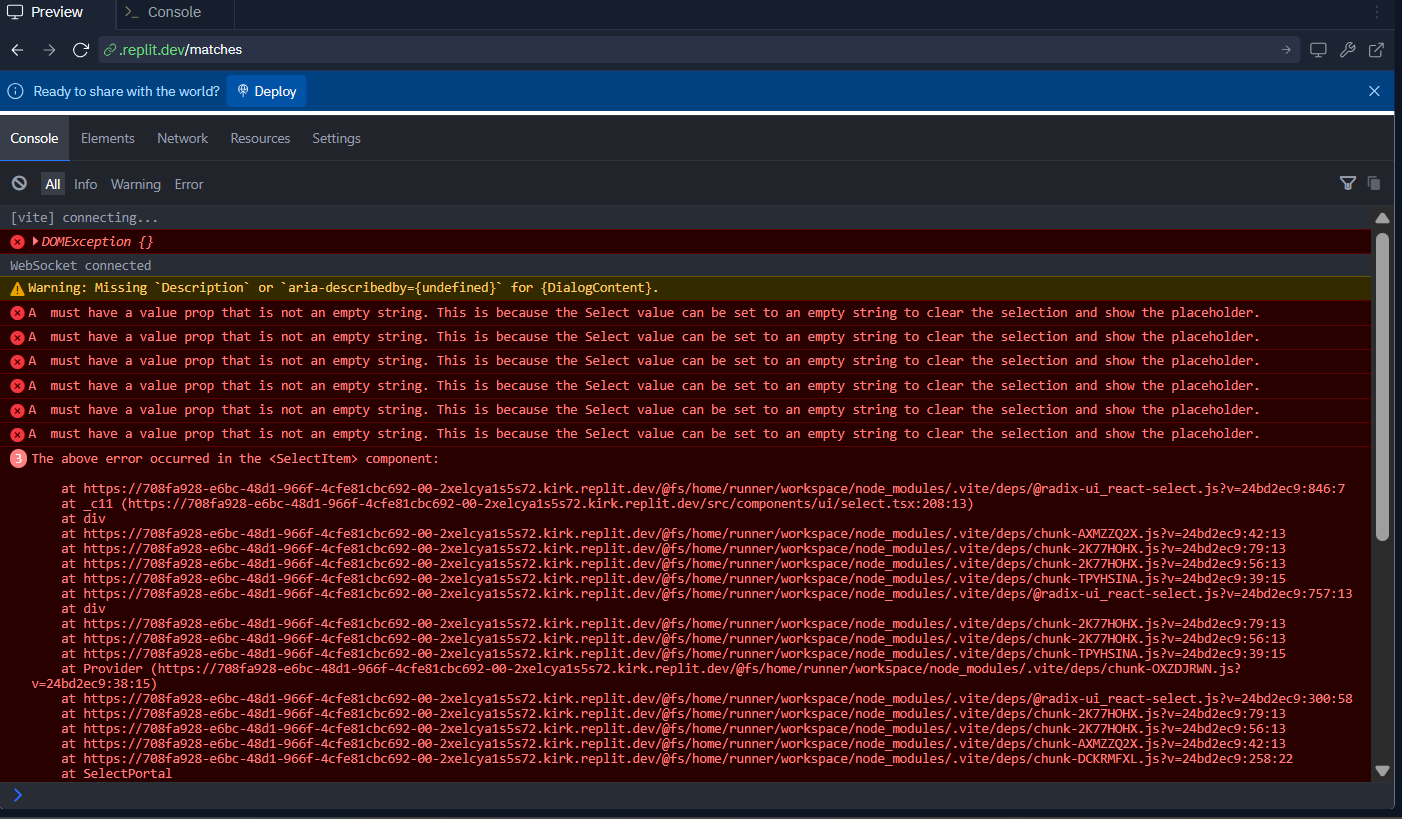 Preview
Console
.replit.dev/matches
Ready to share with the world?
Deploy
Console
Elements
Network
Resources
Settings
All
Info
Warning
Error
[vite] connecting...
DOMException {}
WebSocket connected
Warning: Missing `Description` or `aria-describedby={undefined}` for {DialogContent}.
A  must have a value prop that is not an empty string. This is because the Select value can be set to an empty string to clear the selection and show the placeholder.
A  must have a value prop that is not an empty string. This is because the Select value can be set to an empty string to clear the selection and show the placeholder.
A  must have a value prop that is not an empty string. This is because the Select value can be set to an empty string to clear the selection and show the placeholder.
A  must have a value prop that is not an empty string. This is because the Select value can be set to an empty string to clear the selection and show the placeholder.
A  must have a value prop that is not an empty string. This is because the Select value can be set to an empty string to clear the selection and show the placeholder.
A  must have a value prop that is not an empty string. This is because the Select value can be set to an empty string to clear the selection and show the placeholder.
3 The above error occurred in the <SelectItem> component:
at https://708fa928-e6bc-48d1-966f-4cfe81cbc692-00-2xelcya1s5s72.kirk.replit.dev/@fs/home/runner/workspace/node_modules/.vite/deps/@radix-ui_react-select.js?v=24bd2ec9:846:7
at _c11 (https://708fa928-e6bc-48d1-966f-4cfe81cbc692-00-2xelcya1s5s72.kirk.replit.dev/src/components/ui/select.tsx:208:13)
at div
at https://708fa928-e6bc-48d1-966f-4cfe81cbc692-00-2xelcya1s5s72.kirk.replit.dev/@fs/home/runner/workspace/node_modules/.vite/deps/chunk-AXMZZQ2X.js?v=24bd2ec9:42:13
at https://708fa928-e6bc-48d1-966f-4cfe81cbc692-00-2xelcya1s5s72.kirk.replit.dev/@fs/home/runner/workspace/node_modules/.vite/deps/chunk-2K77HOHX.js?v=24bd2ec9:79:13
at https://708fa928-e6bc-48d1-966f-4cfe81cbc692-00-2xelcya1s5s72.kirk.replit.dev/@fs/home/runner/workspace/node_modules/.vite/deps/chunk-2K77HOHX.js?v=24bd2ec9:56:13
at https://708fa928-e6bc-48d1-966f-4cfe81cbc692-00-2xelcya1s5s72.kirk.replit.dev/@fs/home/runner/workspace/node_modules/.vite/deps/chunk-TPYHSINA.js?v=24bd2ec9:39:15
at https://708fa928-e6bc-48d1-966f-4cfe81cbc692-00-2xelcya1s5s72.kirk.replit.dev/@fs/home/runner/workspace/node_modules/.vite/deps/@radix-ui_react-select.js?v=24bd2ec9:757:13
at div
at https://708fa928-e6bc-48d1-966f-4cfe81cbc692-00-2xelcya1s5s72.kirk.replit.dev/@fs/home/runner/workspace/node_modules/.vite/deps/chunk-2K77HOHX.js?v=24bd2ec9:79:13
at https://708fa928-e6bc-48d1-966f-4cfe81cbc692-00-2xelcya1s5s72.kirk.replit.dev/@fs/home/runner/workspace/node_modules/.vite/deps/chunk-2K77HOHX.js?v=24bd2ec9:56:13
at https://708fa928-e6bc-48d1-966f-4cfe81cbc692-00-2xelcya1s5s72.kirk.replit.dev/@fs/home/runner/workspace/node_modules/.vite/deps/chunk-TPYHSINA.js?v=24bd2ec9:39:15
at Provider (https://708fa928-e6bc-48d1-966f-4cfe81cbc692-00-2xelcya1s5s72.kirk.replit.dev/@fs/home/runner/workspace/node_modules/.vite/deps/chunk-OXZDJRWN.js?
v=24bd2ec9:38:15)
at https://708fa928-e6bc-48d1-966f-4cfe81cbc692-00-2xelcya1s5s72.kirk.replit.dev/@fs/home/runner/workspace/node_modules/.vite/deps/@radix-ui_react-select.js?v=24bd2ec9:300:58
at https://708fa928-e6bc-48d1-966f-4cfe81cbc692-00-2xelcya1s5s72.kirk.replit.dev/@fs/home/runner/workspace/node_modules/.vite/deps/chunk-2K77HOHX.js?v=24bd2ec9:79:13
at https://708fa928-e6bc-48d1-966f-4cfe81cbc692-00-2xelcya1s5s72.kirk.replit.dev/@fs/home/runner/workspace/node_modules/.vite/deps/chunk-2K77HOHX.js?v=24bd2ec9:56:13
at https://708fa928-e6bc-48d1-966f-4cfe81cbc692-00-2xelcya1s5s72.kirk.replit.dev/@fs/home/runner/workspace/node_modules/.vite/deps/chunk-AXMZZQ2X.js?v=24bd2ec9:42:13
at https://708fa928-e6bc-48d1-966f-4cfe81cbc692-00-2xelcya1s5s72.kirk.replit.dev/@fs/home/runner/workspace/node_modules/.vite/deps/chunk-DCKRMFXL.js?v=24bd2ec9:258:22
at SelectPortal